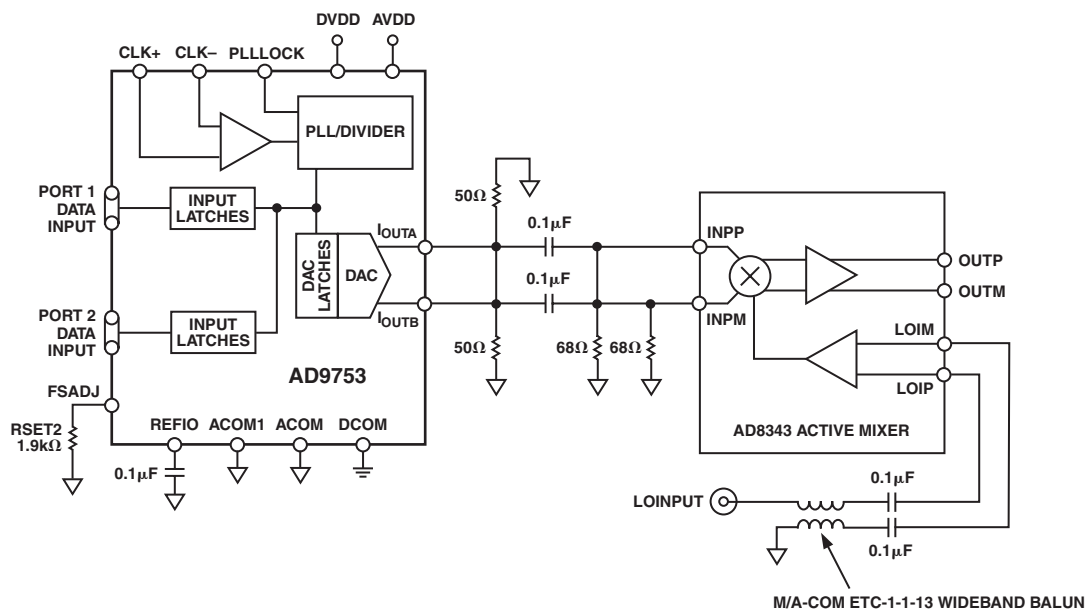 DVDD AVDD
CLK+ CLK– PLLLOCK
PLL/DIVIDER
PORT 1
DATA
INPUT
INPUT
LATCHES
50Ω
0.1µF
IOUTA
INPP
DAC
LATCHES
DAC
OUTP
0.1µF
OUTM
PORT 2
DATA
INPUT
INPUT
LATCHES
IOUTB
INPM
LOIM
50Ω
68Ω
68Ω
AD9753
LOIP
FSADJ
RSET2
1.9kΩ
REFIO ACOM1 ACOM DCOM
AD8343 ACTIVE MIXER
0.1µF
0.1µF
LOINPUT
0.1µF
M/A-COM ETC-1-1-13 WIDEBAND BALUN